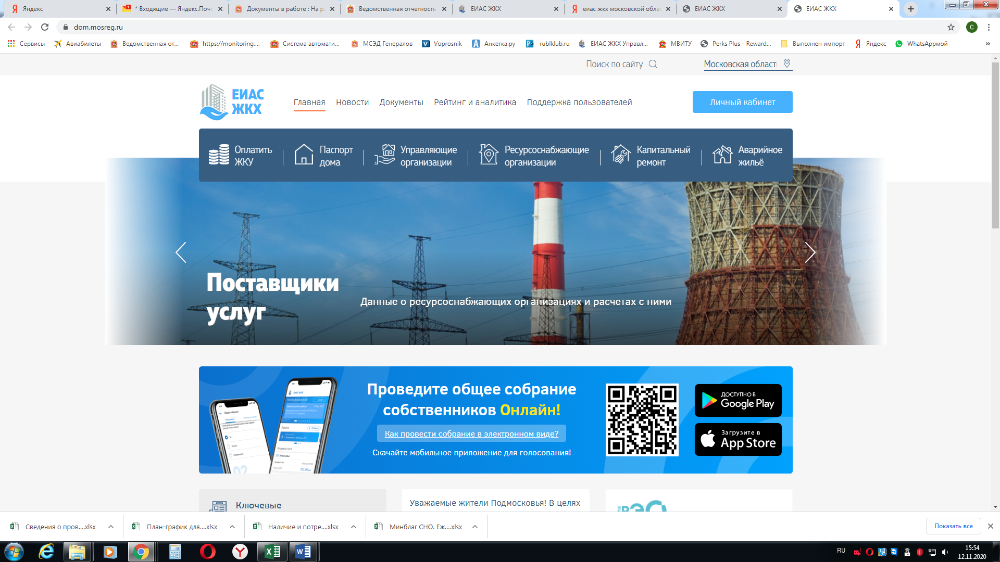 Яндекс
* Входящие — Яндекс.Почт
Документы в работе : На ра
Ведомственная отчетность
ЕИАС ЖКХ
еиас жкх московской обла
ЕИАС ЖКХ
ЕИАС ЖКХ
dom.mosreg.ru
Сервисы
Авиабилеты
Ведомственная от...
https://monitoring....
Система автомати...
МСЭД Генералов
Voprosnik
Анкетка.ру
rublklub.ru
ЕИАС ЖКХ Управл...
МВИТУ
Perks Plus - Reward...
Выполнен импорт
Яндекс
WhatsAppмой
Поиск по сайту
Московская област
ЕИАС
ЖКХ
Главная
Новости
Документы
Рейтинг и аналитика
Поддержка пользователей
Личный кабинет
Оплатить
ЖКУ
Паспорт
дома
Управляющие
организации
Ресурсоснабжающие
организации
Капитальный
ремонт
Аварийное
жильё
Поставщики
услуг
Данные о ресурсоснабжающих организациях и расчетах с ними
Проведите общее собрание
собственников Онлайн!
Как провести собрание в электронном виде?
Скачайте мобильное приложение для голосования!
ДОСТУПНО В
Google Play
Загрузите в
App Store
Ключевые
Уважаемые жители Подмосковья! В целях
Сведения о пров....xlsx
План-график для....xlsx
Наличие и потре....xlsx
Минблаг СНО. Еж....xlsx
Показать все
RU
15:54
12.11.2020